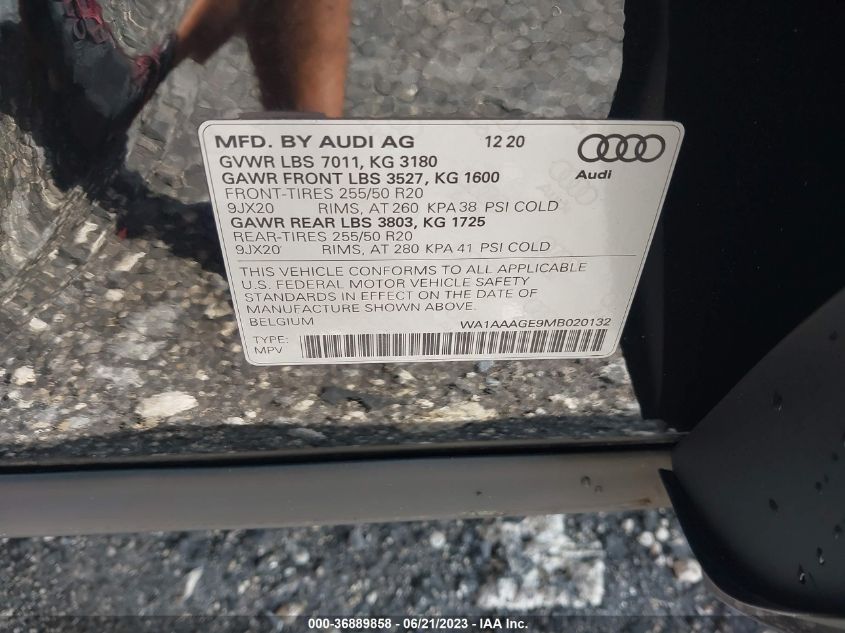 MFD. BY AUDI AG 12 20
GVWR LBS 7011, KG 3180
GAWR FRONT LBS 3527, KG 1600
Audi
FRONT-TIRES 255/50 R20
9JX20 RIMS, AT 260 KPA 38 PSI COLD
GAWR REAR LBS 3803, KG 1725
REAR-TIRES 255/50 R20
9JX20 RIMS, AT 280 KPA 41 PSI COLD
THIS VEHICLE CONFORMS TO ALL APPLICABLE
U.S. FEDERAL MOTOR VEHICLE SAFETY
STANDARDS IN EFFECT ON THE DATE OF
MANUFACTURE SHOWN ABOVE.
BELGIUM WA1AAAGE9MB020132
TYPE:
MPV
000-36889858 - 06/21/2023 - IAA Inc.